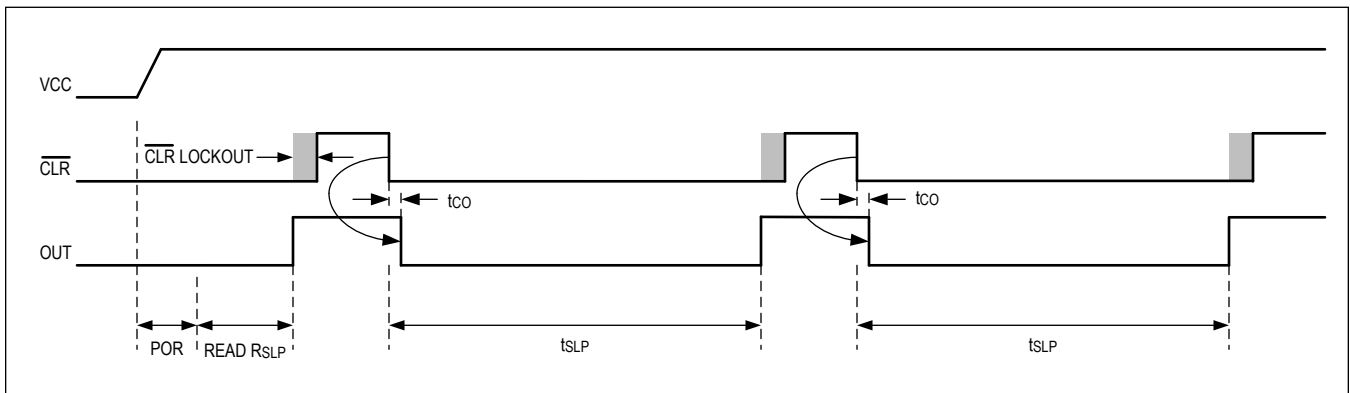 VCC
CLR LOCKOUT
CLR
tCO
tCO
OUT
POR
READ RSLP
tSLP
tSLP